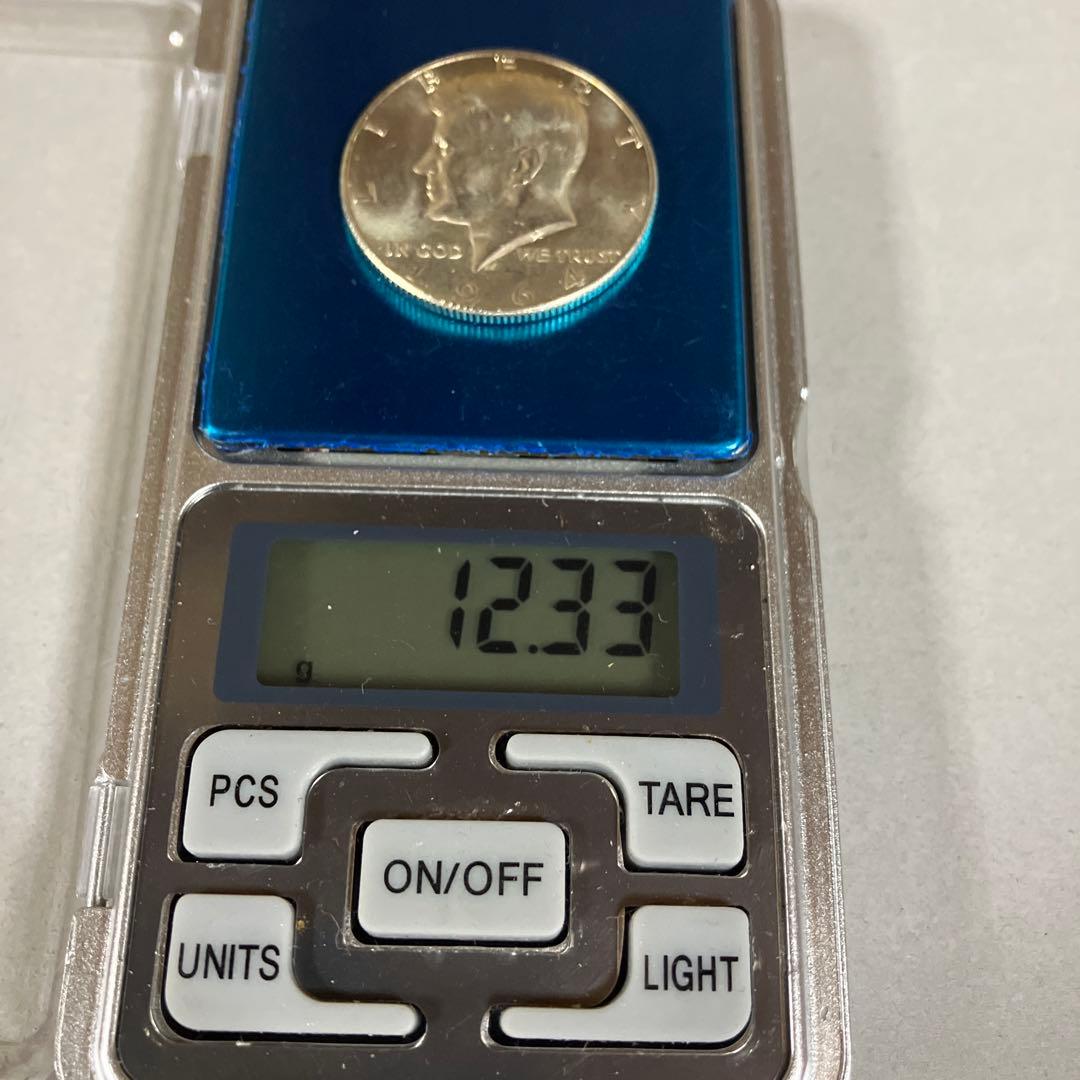 LIBERTY
IN GOD WE TRUST
1964
12.33
g
PCS
TARE
ON/OFF
UNITS
LIGHT